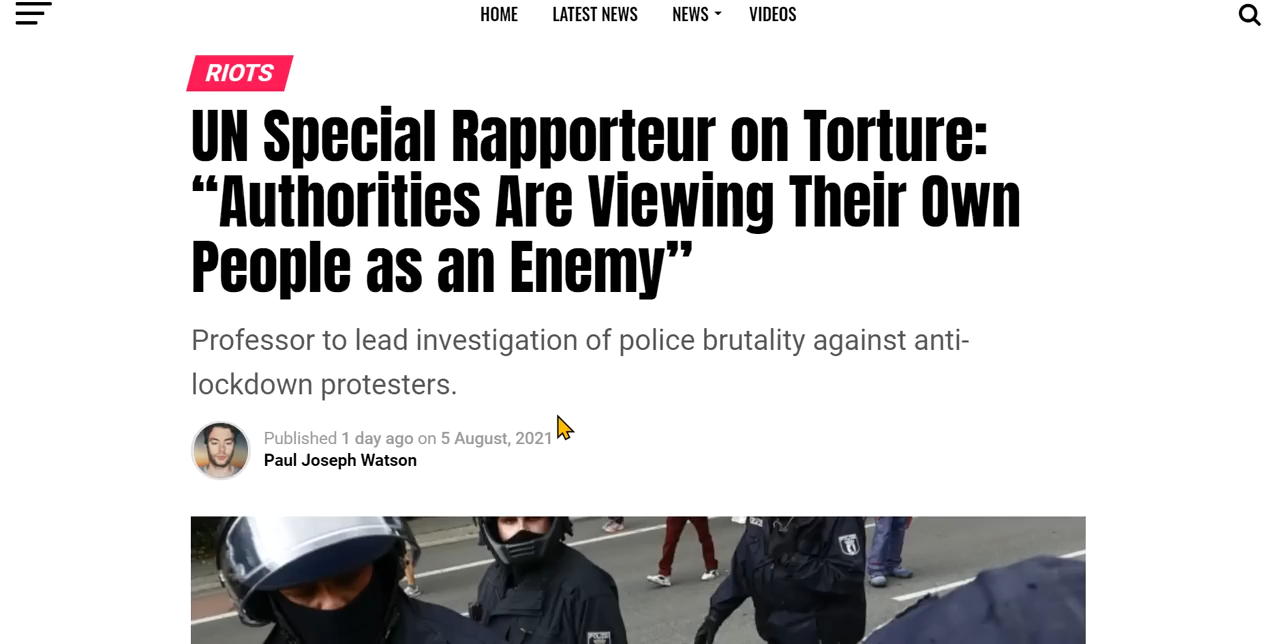 HOME LATEST NEWS NEWS VIDEOS
RIOTS
UN Special Rapporteur on Torture:
“Authorities Are Viewing Their Own
People as an Enemy”
Professor to lead investigation of police brutality against anti-
lockdown protesters.
Published 1 day ago on 5 August, 2021
Paul Joseph Watson
POLIZEI